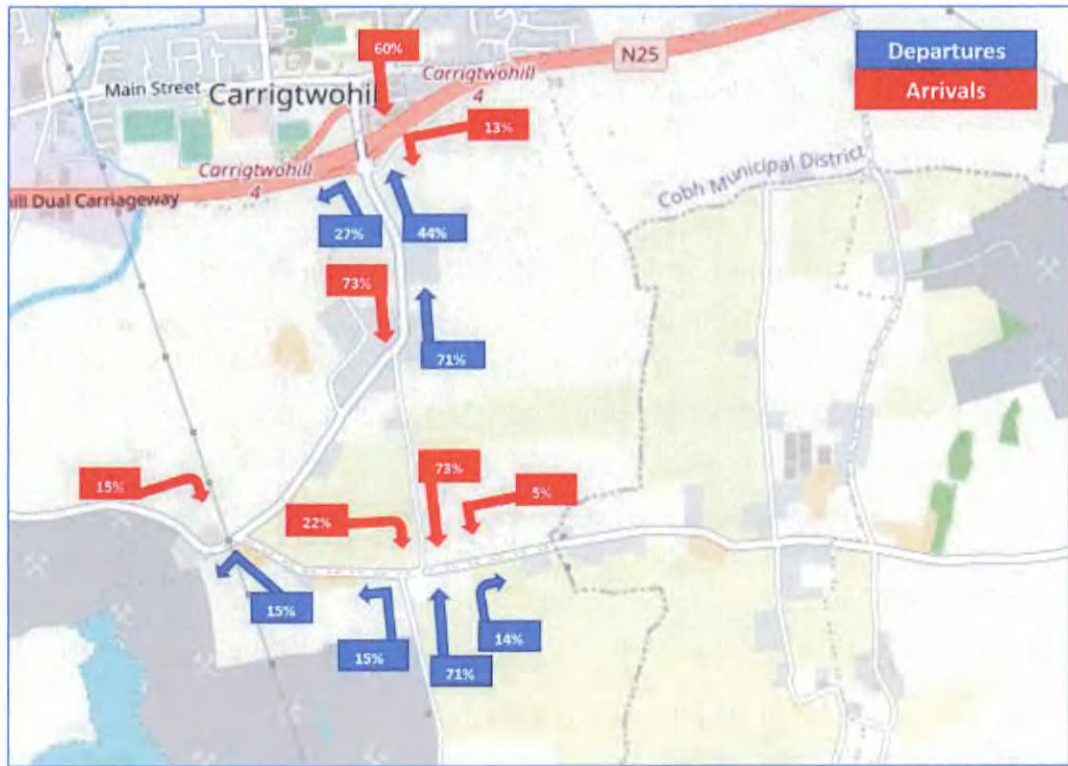 60%
Departures
N25
Carrigtwohill
4
Main Street
Carrigtwohill
Arrivals
13%
Carrigtwohill
4
Cobh Municipal District
ill Dual Carriageway
27%
44%
73%
71%
15%
73%
5%
22%
15%
14%
15%
71%